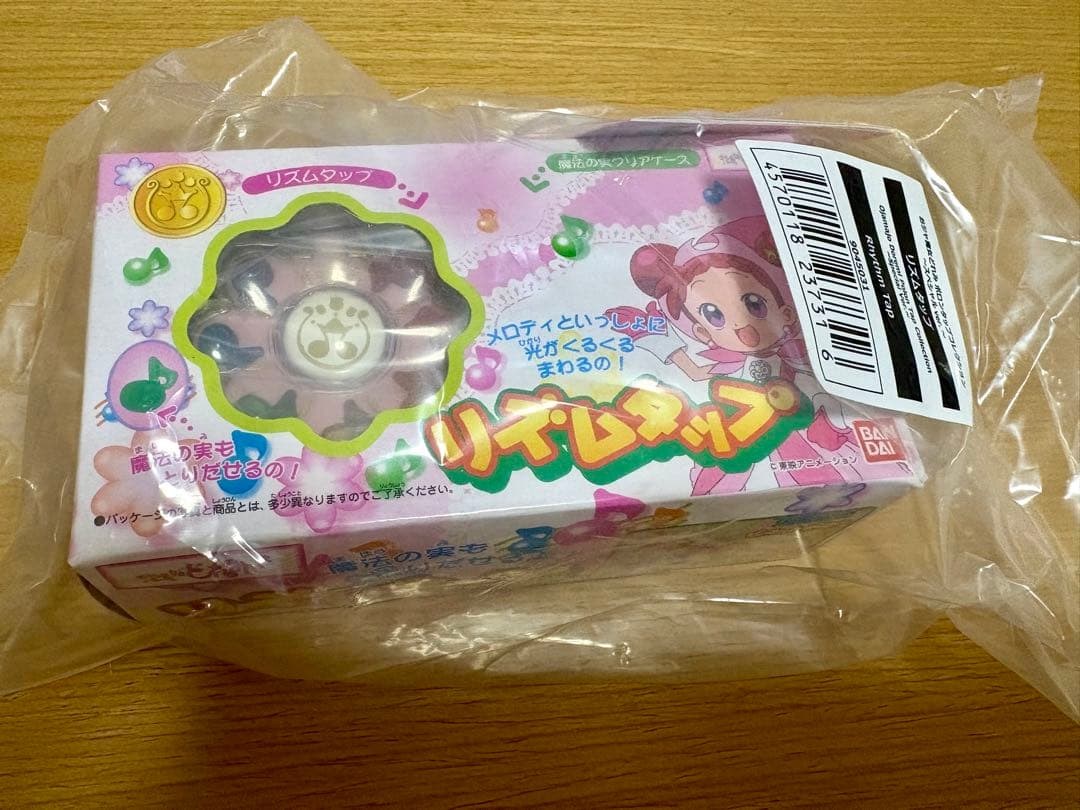 リズムタップ
魔法の実クリアケース
メロディといっしょに
光がくるくる
まわるの！
リズムタップ
魔法の実も
とりだせるの！
●パッケージの写真と商品とは、多少異なりますのでご了承ください。
©東映アニメーション
BAN
DAI
4570118 237316
9045031
Rhythm Tap
リズムタップ
魔法の実も